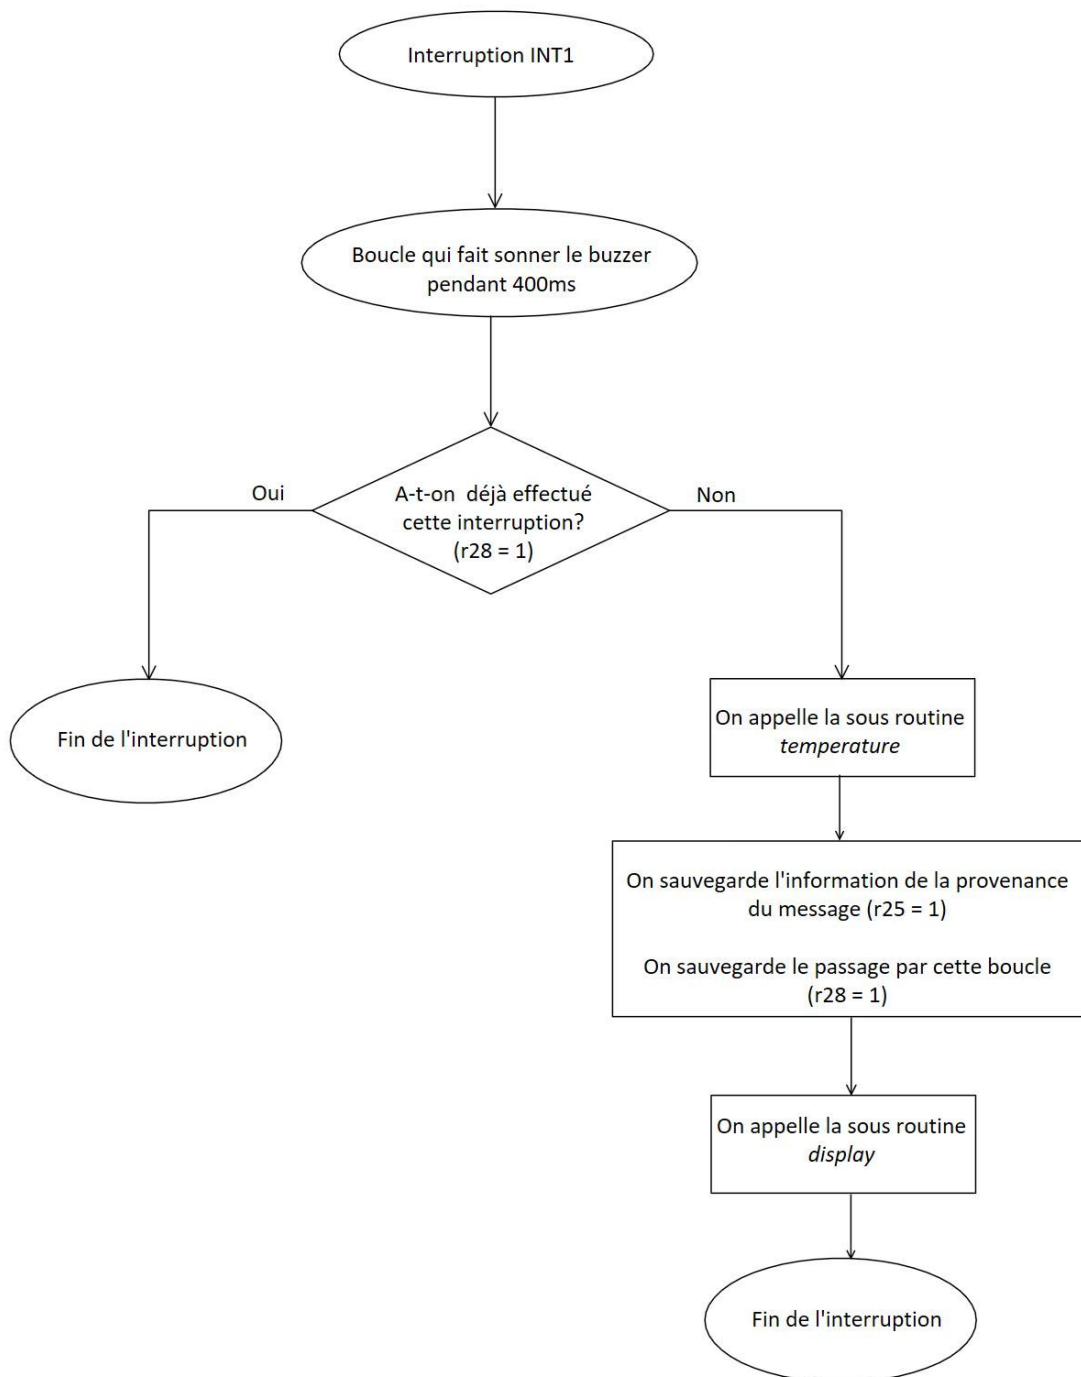 Interruption INT1
Boucle qui fait sonner le buzzer
pendant 400ms
Oui
A-t-on déjà effectué
cette interruption?
(r28 = 1)
Non
Fin de l'interruption
On appelle la sous routine
temperature
On sauvegarde l'information de la provenance
du message (r25 = 1)
On sauvegarde le passage par cette boucle
(r28 = 1)
On appelle la sous routine
display
Fin de l'interruption